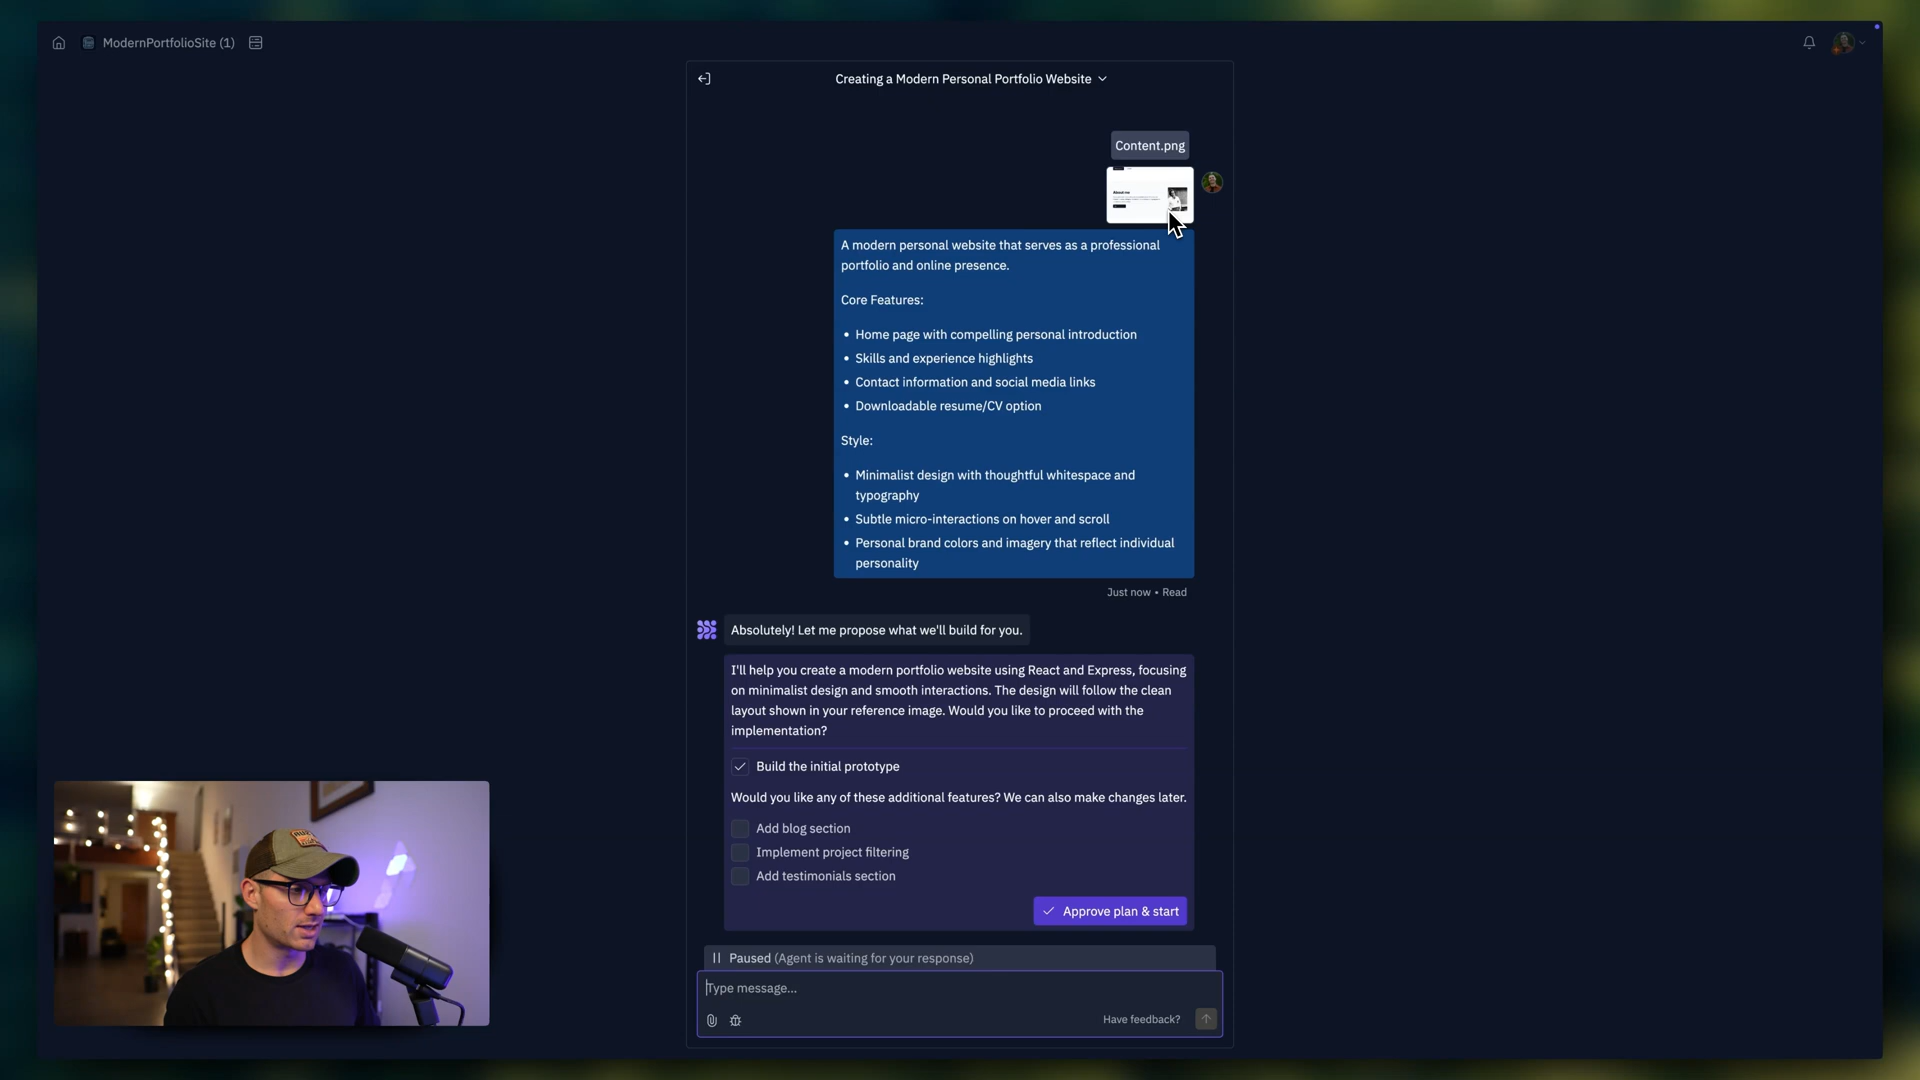 ModernPortfolioSite (1)
Creating a Modern Personal Portfolio Website
Content.png
About me
A modern personal website that serves as a professional
portfolio and online presence.
Core Features:
• Home page with compelling personal introduction
• Skills and experience highlights
• Contact information and social media links
• Downloadable resume/CV option
Style:
• Minimalist design with thoughtful whitespace and
typography
• Subtle micro-interactions on hover and scroll
• Personal brand colors and imagery that reflect individual
personality
Just now • Read
Absolutely! Let me propose what we'll build for you.
I'll help you create a modern portfolio website using React and Express, focusing
on minimalist design and smooth interactions. The design will follow the clean
layout shown in your reference image. Would you like to proceed with the
implementation?
Build the initial prototype
Would you like any of these additional features? We can also make changes later.
Add blog section
Implement project filtering
Add testimonials section
Approve plan & start
Paused (Agent is waiting for your response)
Type message...
Have feedback?